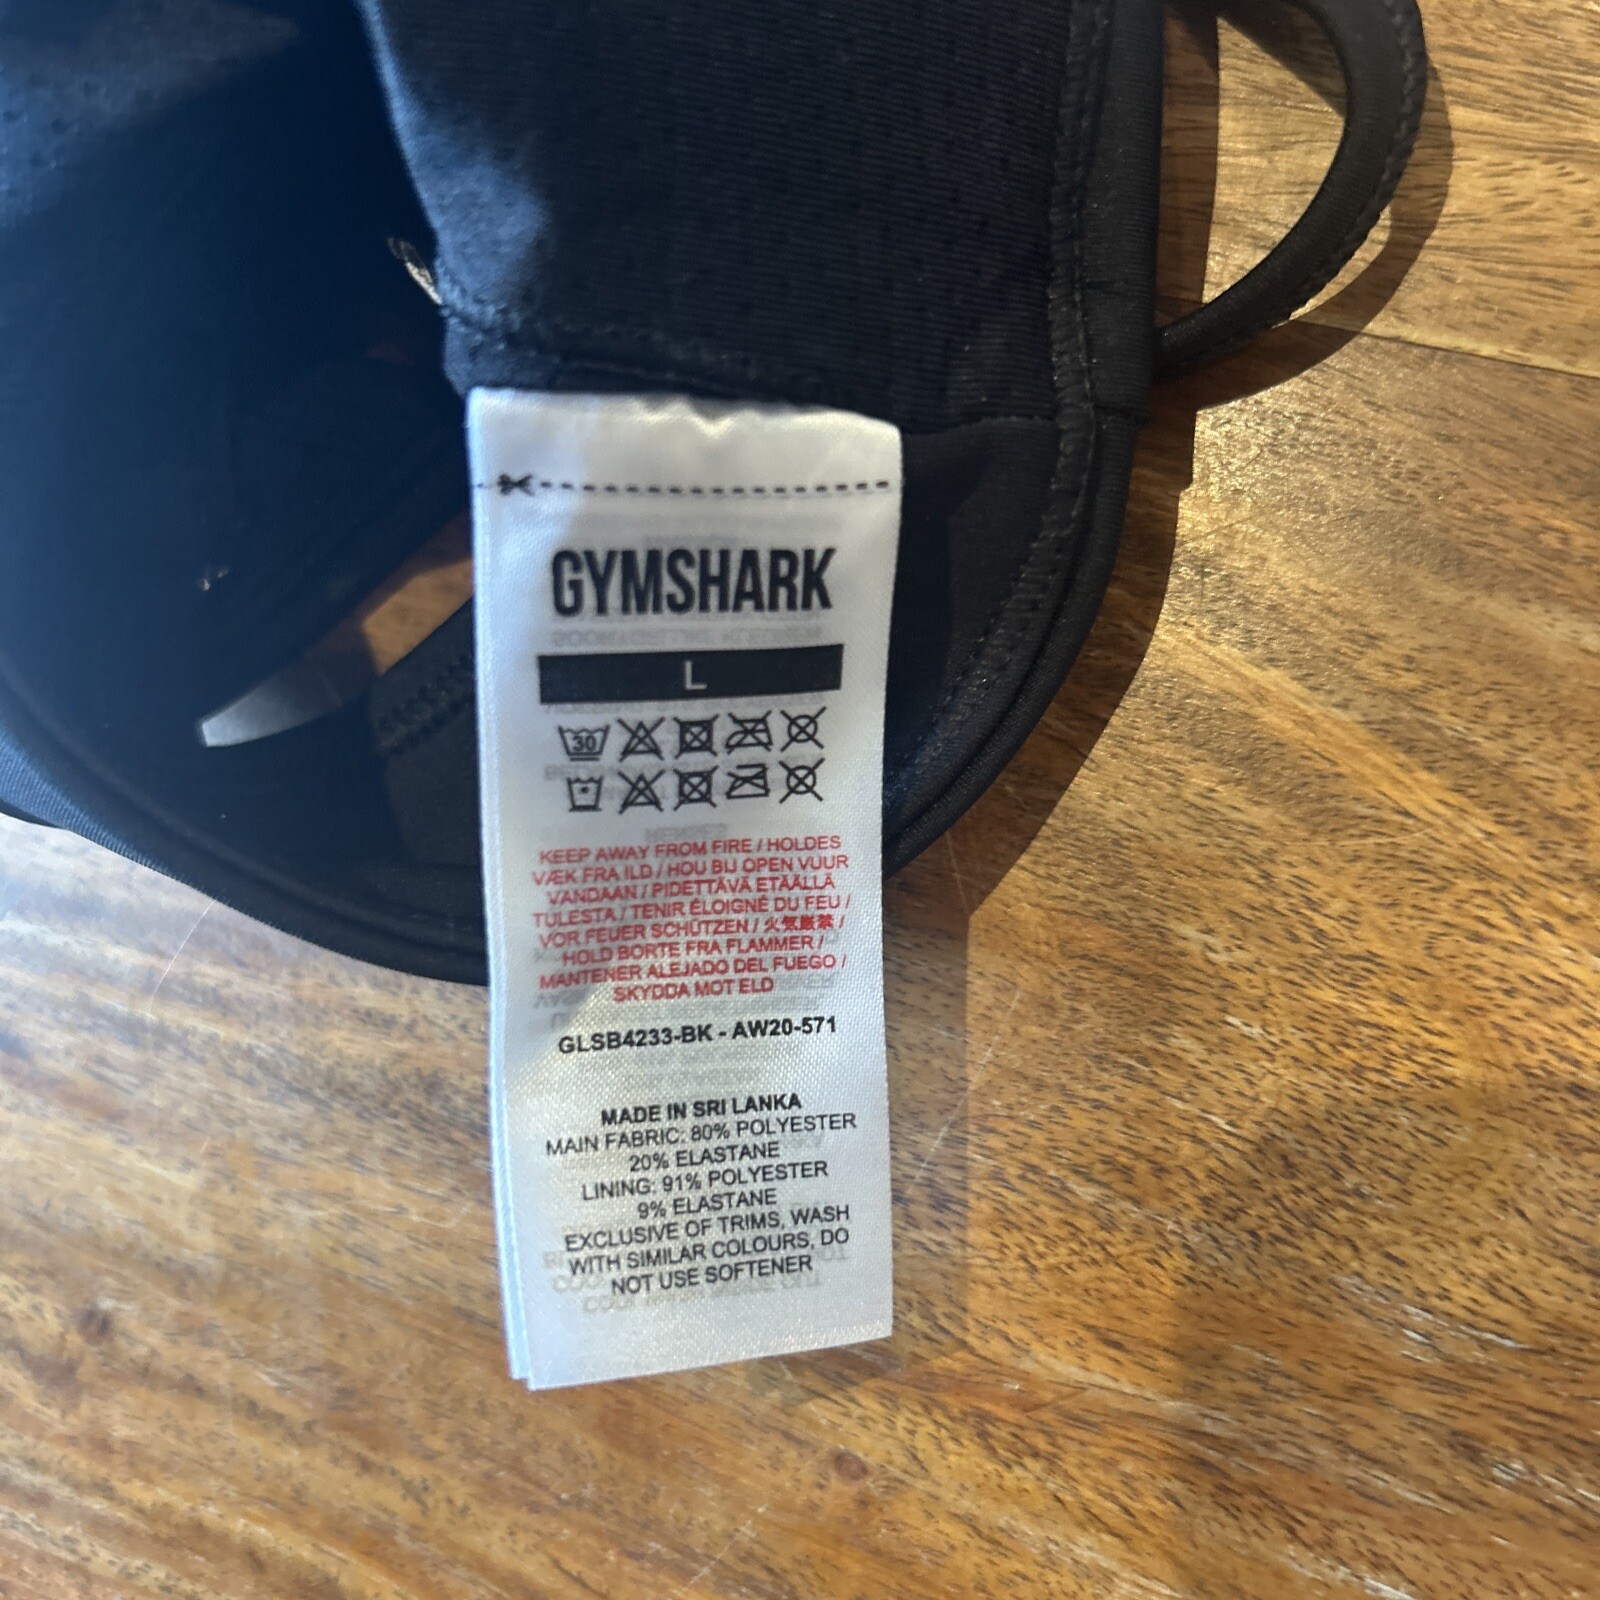 GYMSHARK
L
30
KEEP AWAY FROM FIRE / HOLDES
VÆK FRA ILD / HOU BIJ OPEN VUUR
VANDAAN / PIDETTÄVÄ ETÄÄLLÄ
TULESTA / TENIR ÉLOIGNÉ DU FEU /
VOR FEUER SCHÜTZEN / 火気厳禁 /
HOLD BORTE FRA FLAMMER /
MANTENER ALEJADO DEL FUEGO /
SKYDDA MOT ELD
GLSB4233-BK - AW20-571
MADE IN SRI LANKA
MAIN FABRIC: 80% POLYESTER
20% ELASTANE
LINING: 91% POLYESTER
9% ELASTANE
EXCLUSIVE OF TRIMS, WASH
WITH SIMILAR COLOURS, DO
NOT USE SOFTENER